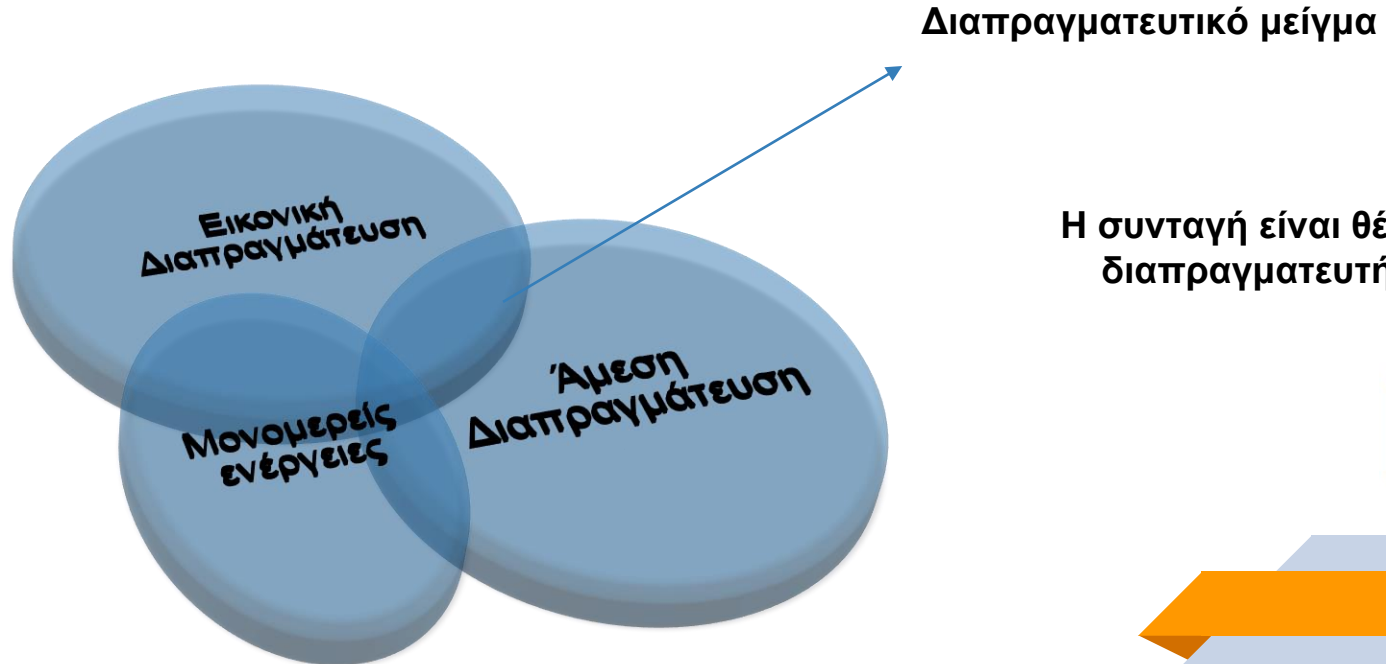 Διαπραγματευτικό μείγμα
Εικονική
Διαπραγμάτευση
Η συνταγή είναι θέ
διαπραγματευτή
Άμεση
Διαπραγμάτευση
Μονομερείς
ενέργειες